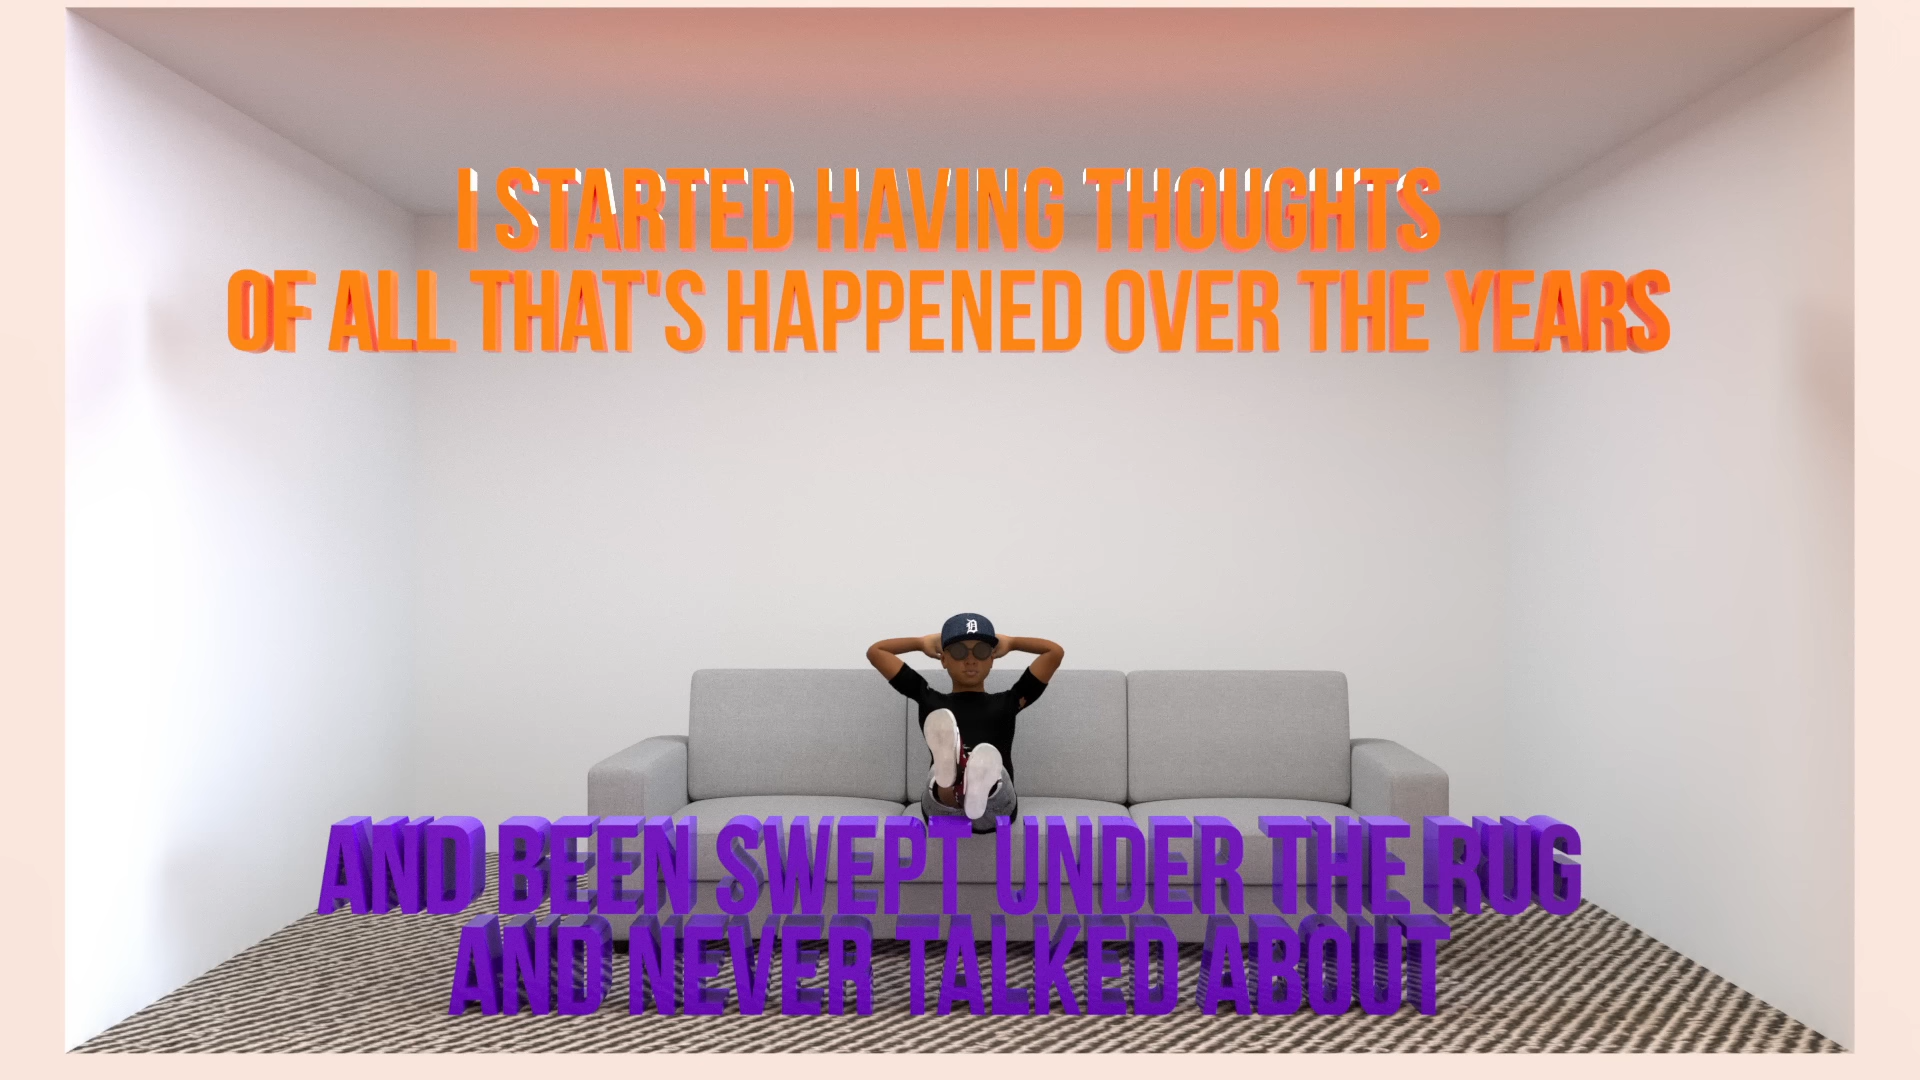 I STARTED HAVING THOUGHTS
OF ALL THAT'S HAPPENED OVER THE YEARS
D
AND BEEN SWEPT UNDER THE RUG
AND NEVER TALKED ABOUT